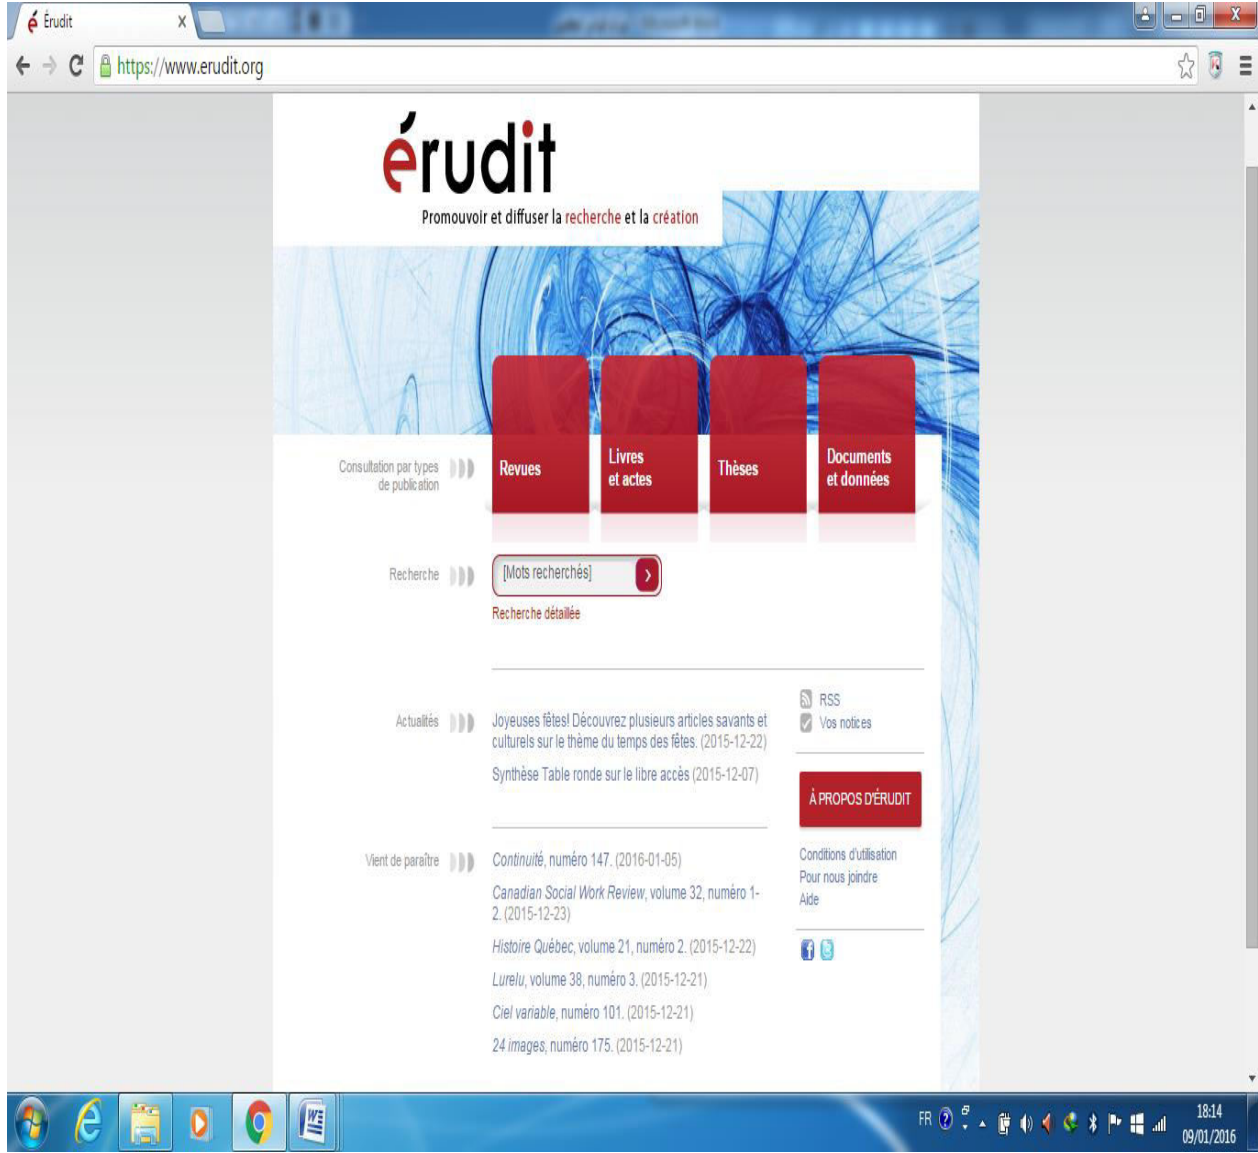 Érudit
https://www.erudit.org
érudit
Promouvoir et diffuser la recherche et la création
Consultation par types
de publication
Revues
Livres
et actes
Thèses
Documents
et données
Recherche
[Mots recherchés]
Recherche détaillée
Actualités
Joyeuses fêtes! Découvrez plusieurs articles savants et
culturels sur le thème du temps des fêtes. (2015-12-22)
Synthèse Table ronde sur le libre accès (2015-12-07)
RSS
Vos notices
À PROPOS D'ÉRUDIT
Conditions d'utilisation
Pour nous joindre
Aide
Vient de paraître
Continuité, numéro 147. (2016-01-05)
Canadian Social Work Review, volume 32, numéro 1-
2. (2015-12-23)
Histoire Québec, volume 21, numéro 2. (2015-12-22)
Lurelu, volume 38, numéro 3. (2015-12-21)
Ciel variable, numéro 101. (2015-12-21)
24 images, numéro 175. (2015-12-21)
FR
18:14
09/01/2016